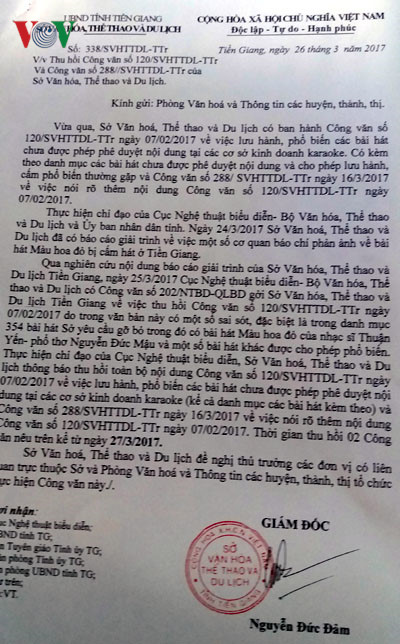 VOV
UBND TỈNH TIỀN GIANG
CỘNG HÒA XÃ HỘI CHỦ NGHĨA VIỆT NAM
HÓA, THỂ THAO VÀ DU LỊCH
Độc lập - Tự do - Hạnh phúc
Số: 338/SVHTTDL-TTr
Tiền Giang, ngày 26 tháng 3 năm 2017
V/v Thu hồi Công văn số 120/SVHTTDL-TTr
Và Công văn số 288//SVHTTDL-TTr của
Sở Văn hóa, Thể thao và Du lịch.
Kính gửi: Phòng Văn hoá và Thông tin các huyện, thành, thị.
Vừa qua, Sở Văn hoá, Thể thao và Du lịch có ban hành Công văn số
120/SVHTTDL-TTr ngày 07/02/2017 về việc lưu hành, phổ biến các bài hát
chưa được phép phê duyệt nội dung tại các cơ sở kinh doanh karaoke. Có kèm
theo danh mục các bài hát chưa được phê duyệt nội dung và cho phép lưu hành,
cấm phổ biến thường gặp và Công văn số 288/ SVHTTDL-TTr ngày 16/3/2017
về việc nói rõ thêm nội dung Công văn số 120/SVHTTDL-TTr ngày
07/02/2017.
Thực hiện chỉ đạo của Cục Nghệ thuật biểu diễn- Bộ Văn hóa, Thể thao
và Du lịch và Ủy ban nhân dân tỉnh. Ngày 24/3/2017 Sở Văn hoá, Thể thao và
Du lịch đã có báo cáo giải trình về việc một số cơ quan báo chí phản ánh về bài
hát Màu hoa đỏ bị cấm hát ở Tiền Giang.
Qua nghiên cứu nội dung báo cáo giải trình của Sở Văn hóa, Thể thao và
Du lịch Tiền Giang, ngày 25/3/2017 Cục Nghệ thuật biểu diễn- Bộ Văn hóa, Thể
thao và Du lịch có Công văn số 202/NTBD-QLBD gởi Sở Văn hóa, Thể thao và
Du lịch Tiền Giang về việc thu hồi Công văn số 120/SVHTTDL-TTr ngày
07/02/2017 do trong văn bản này có một số sai sót, đặc biệt là trong danh mục
354 bài hát Sở yêu cầu gỡ bỏ trong đó có bài hát Màu hoa đỏ của nhạc sĩ Thuận
Yến- phổ thơ Nguyễn Đức Mậu và một số bài hát khác được cho phép phổ biến.
Thực hiện chỉ đạo của Cục Nghệ thuật biểu diễn, Sở Văn hoá, Thể thao và Du
lịch thông báo thu hồi toàn bộ nội dung Công văn số 120/SVHTTDL-TTr ngày
07/02/2017 về việc lưu hành, phổ biến các bài hát chưa được phép phê duyệt nội
dung tại các cơ sở kinh doanh karaoke (kể cả danh mục các bài hát kèm theo) và
Công văn số 288/SVHTTDL-TTr ngày 16/3/2017 về việc nói rõ thêm nội dung
Công văn số 120/SVHTTDL-TTr ngày 07/02/2017. Thời gian thu hồi 02 Công
ăn nêu trên kể từ ngày 27/3/2017.
Sở Văn hoá, Thể thao và Du lịch đề nghị thủ trưởng các đơn vị có liên
uan trực thuộc Sở và Phòng Văn hoá và Thông tin các huyện, thành, thị tổ chức
ực hiện Công văn này./.
ơi nhận:
GIÁM ĐỐC
c Nghệ thuật biểu diễn;
BND tỉnh TG;
n Tuyên giáo Tỉnh ủy TG;
n phòng Tỉnh ủy TG;
n phòng UBND tỉnh TG;
ư trên;
:VT.
CỘNG HÒA X.H.C.N VIỆT NAM
SỞ
VĂN HÓA
THỂ THAO VÀ
DU LỊCH
TỈNH TIỀN GIANG
Nguyễn Đức Đảm